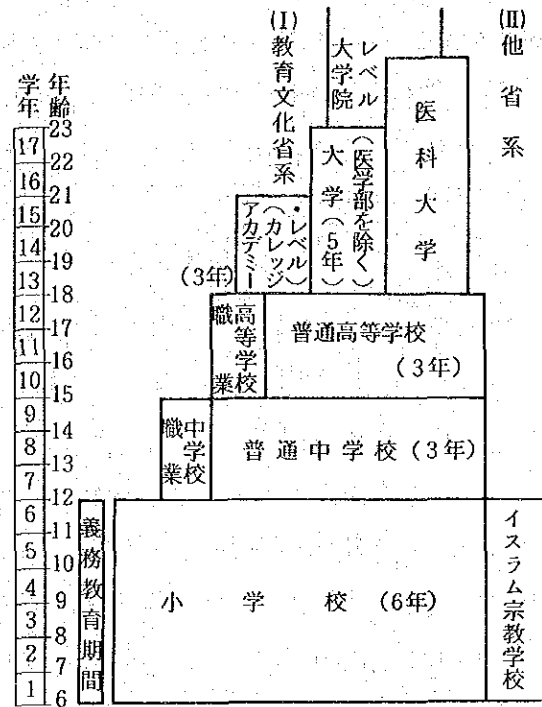 (I)教育文化省系
(II)他省系
学年
年齢
レベル
大学院
23
17
22
16
21
15
20
14
19
13
18
12
17
11
16
10
15
9
14
8
13
7
12
6
11
5
10
4
9
3
8
2
7
1
6
医科大学
大学(5年)
(医学部を除く)
アカデミー
(カレッジ
・レベル)
(3年)
職業
高等学校
普通高等学校
(3年)
職業
中学校
普通中学校(3年)
義務教育期間
小学校(6年)
イスラム宗教学校